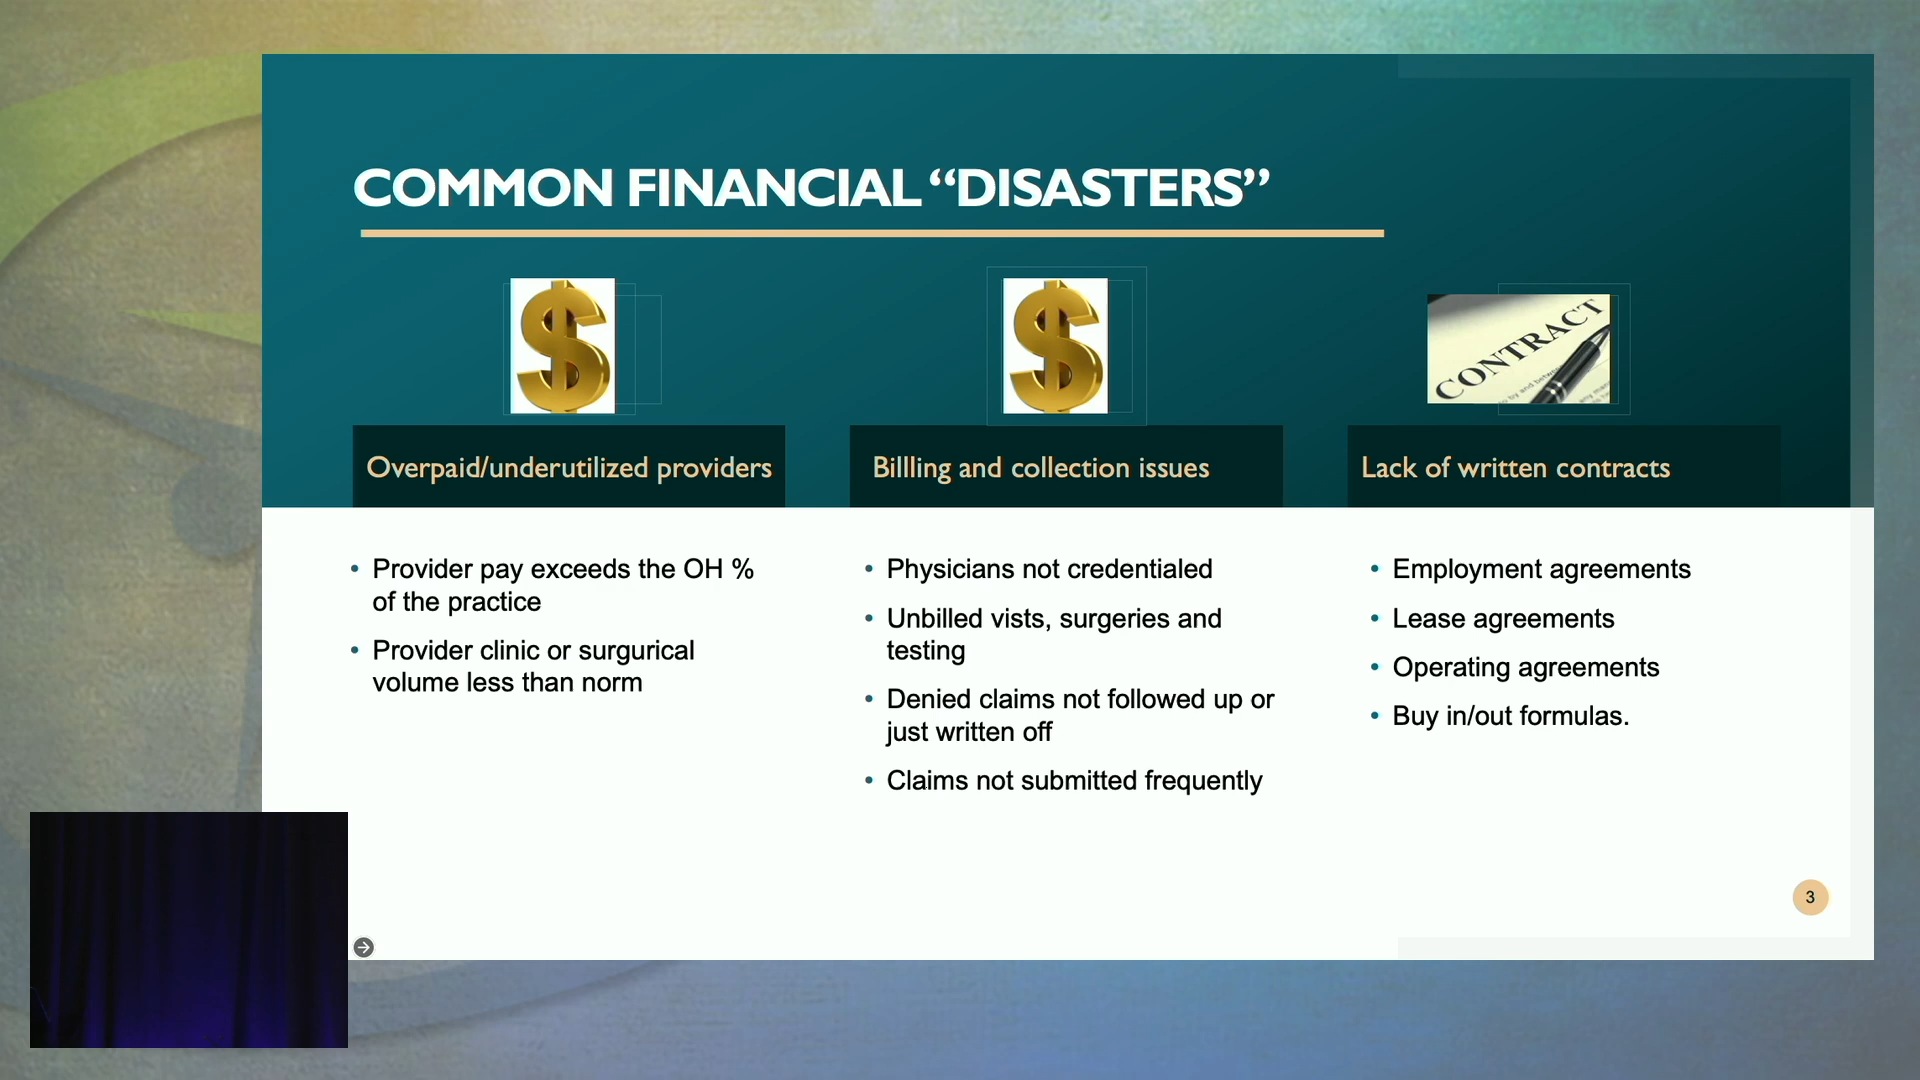 COMMON FINANCIAL “DISASTERS”
CONTRACT
Overpaid/underutilized providers
Billling and collection issues
Lack of written contracts
• Provider pay exceeds the OH %
of the practice
• Provider clinic or surgurical
volume less than norm
• Physicians not credentialed
• Unbilled vists, surgeries and
testing
• Denied claims not followed up or
just written off
• Claims not submitted frequently
• Employment agreements
• Lease agreements
• Operating agreements
• Buy in/out formulas.
3